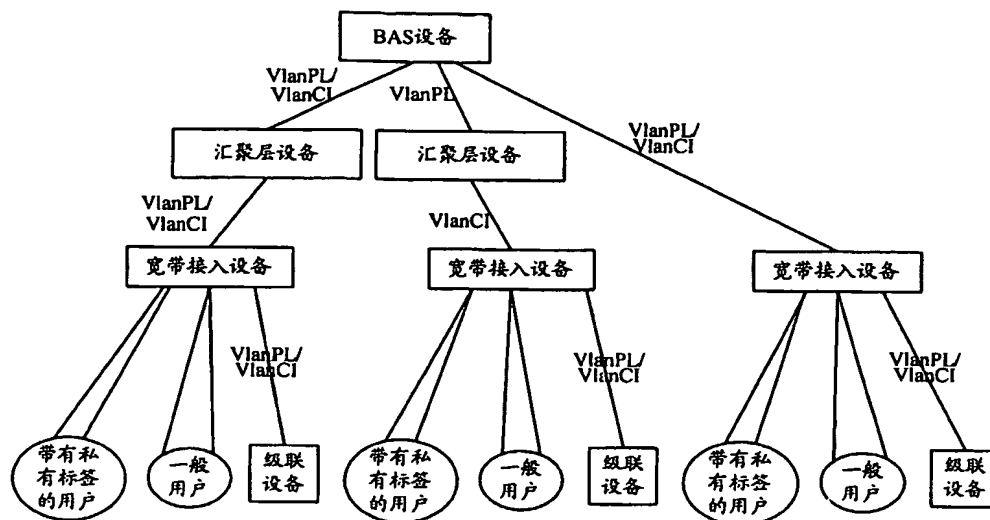 BAS设备
VlanPL/
VlanCI
VlanPL
VlanPL/
VlanCI
汇聚层设备
汇聚层设备
VlanPL/
VlanCI
VlanCI
宽带接入设备
宽带接入设备
宽带接入设备
VlanPL/
VlanCI
VlanPL/
VlanCI
VlanPL/
VlanCI
带有私
有标签
的用户
一般
用户
级联
设备
带有私
有标签
的用户
一般
用户
级联
设备
带有私
有标签
的用户
一般
用户
级联
设备